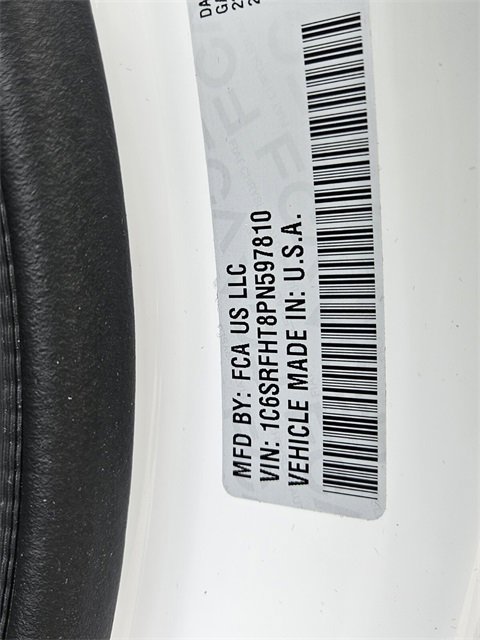 MFD BY: FCA US LLC
VIN: 1C6SRFHT8PN597810
VEHICLE MADE IN: U.S.A.